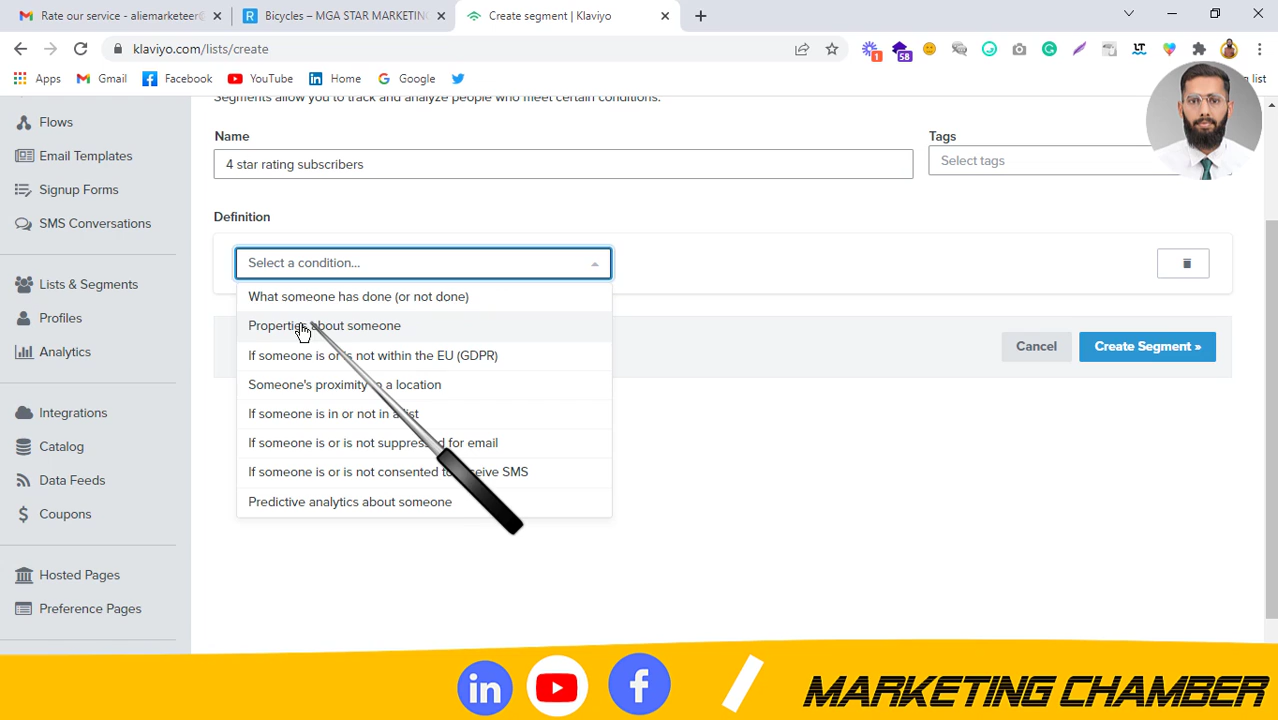 Rate our service - aliemarketeer@
Bicycles – MGA STAR MARKETING
Create segment | Klaviyo
klaviyo.com/lists/create
1
58
LT
Apps
Gmail
Facebook
YouTube
Home
Google
list
Segments allow you to track and analyze people who meet certain conditions.
Flows
Email Templates
Signup Forms
SMS Conversations
Lists & Segments
Profiles
Analytics
Integrations
Catalog
Data Feeds
Coupons
Hosted Pages
Preference Pages
Name
4 star rating subscribers
Tags
Select tags
Definition
Select a condition...
What someone has done (or not done)
Properties about someone
If someone is or is not within the EU (GDPR)
Someone's proximity to a location
If someone is in or not in a list
If someone is or is not suppressed for email
If someone is or is not consented to receive SMS
Predictive analytics about someone
Cancel
Create Segment »
in
f
MARKETING CHAMBER